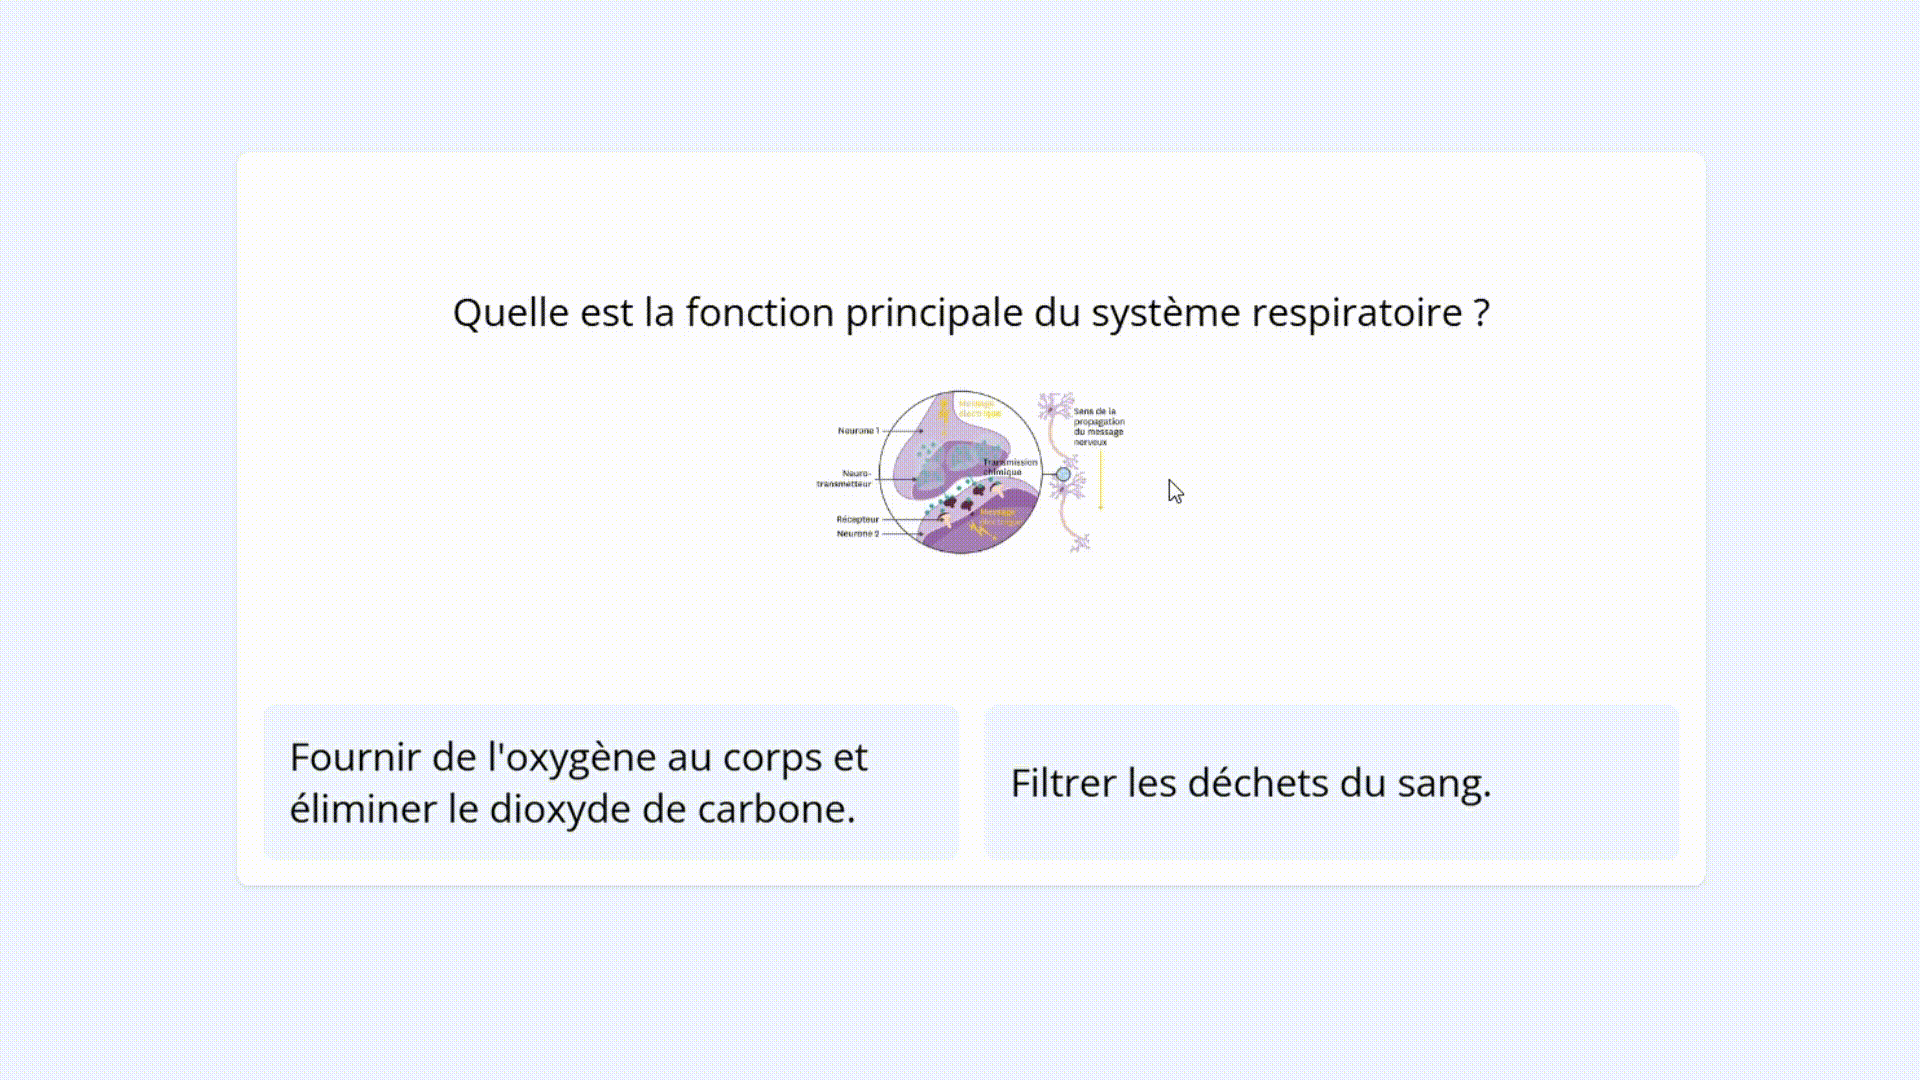 Quelle est la fonction principale du système respiratoire ?
Message
électrique
Neurone 1
Sens de la
propagation
du message
nerveux
Transmission
chimique
Neuro-
transmetteur
Message
Récepteur
Neurone 2
Fournir de l'oxygène au corps et
éliminer le dioxyde de carbone.
Filtrer les déchets du sang.